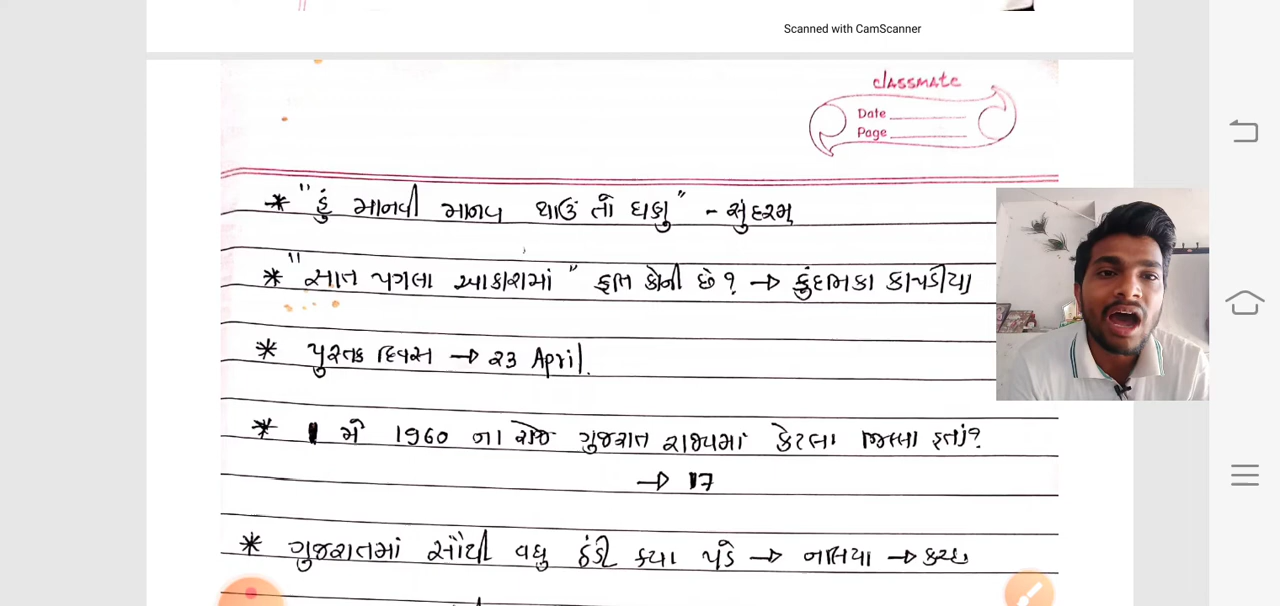 Scanned with CamScanner
classmate
Date
Page
* "હું માનવી માનવ થાઉં તો ઘણું" - સુંદરમ્
* "સાત પગલા આકાશમાં" કૃતિ કોની છે? → કુંદનિકા કાપડીયા
* પુસ્તક દિવસ → ૨૩ April.
* 1 મે 1960 ના રોજ ગુજરાત રાજ્યમાં કેટલા જિલ્લા હતાં?
→ 17
* ગુજરાતમાં સૌથી વધુ ઠંડી ક્યા પડે → નલિયા → કચ્છ